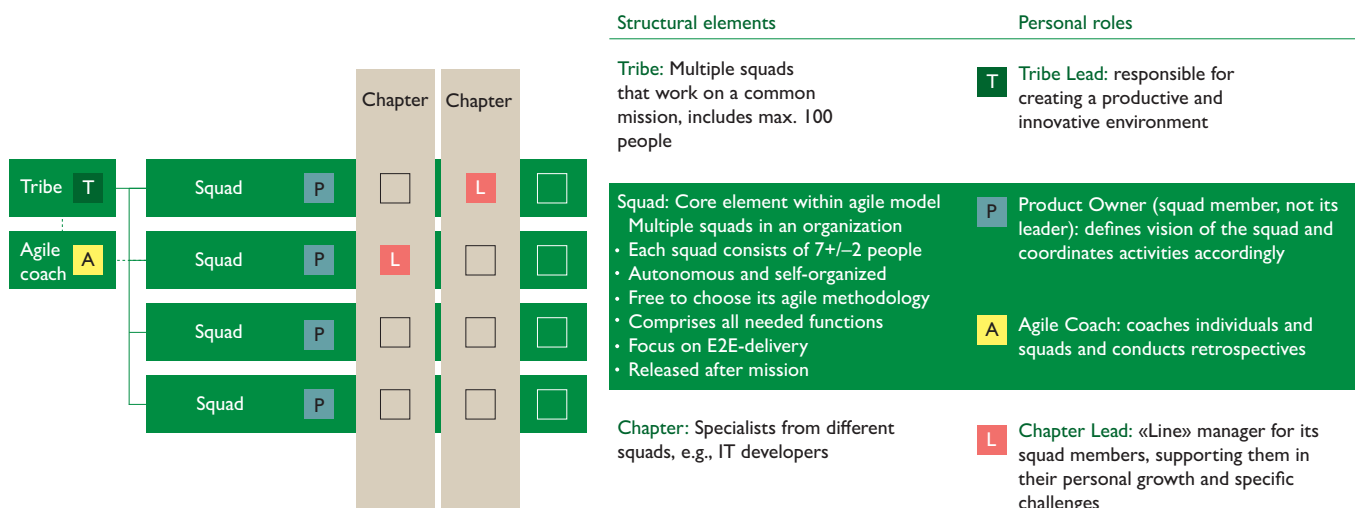 Chapter
Chapter
Tribe T
Squad P
L
Agile
coach
A
Squad P
L
Squad P
Squad P
Structural elements
Personal roles
Tribe: Multiple squads
that work on a common
mission, includes max. 100
people
T
Tribe Lead: responsible for
creating a productive and
innovative environment
Squad: Core element within agile model
Multiple squads in an organization
• Each squad consists of 7+/–2 people
• Autonomous and self-organized
• Free to choose its agile methodology
• Comprises all needed functions
• Focus on E2E-delivery
• Released after mission
P
Product Owner (squad member, not its
leader): defines vision of the squad and
coordinates activities accordingly
A
Agile Coach: coaches individuals and
squads and conducts retrospectives
Chapter: Specialists from different
squads, e.g., IT developers
L
Chapter Lead: «Line» manager for its
squad members, supporting them in
their personal growth and specific
challenges